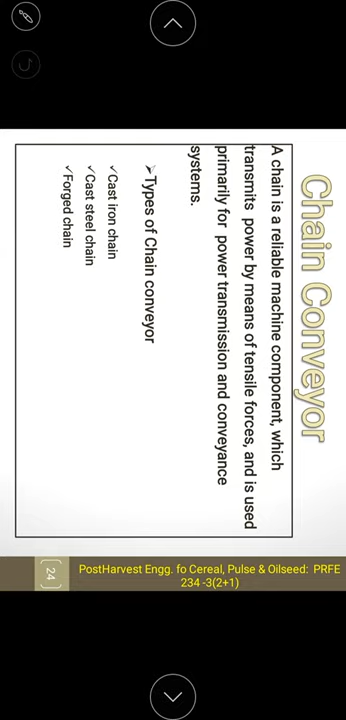 Chain Conveyor
A chain is a reliable machine component, which
transmits power by means of tensile forces, and is used
primarily for power transmission and conveyance
systems.
➢Types of Chain conveyor
✓Cast iron chain
✓Cast steel chain
✓Forged chain
PostHarvest Engg. fo Cereal, Pulse & Oilseed: PRFE
234 -3(2+1)
24